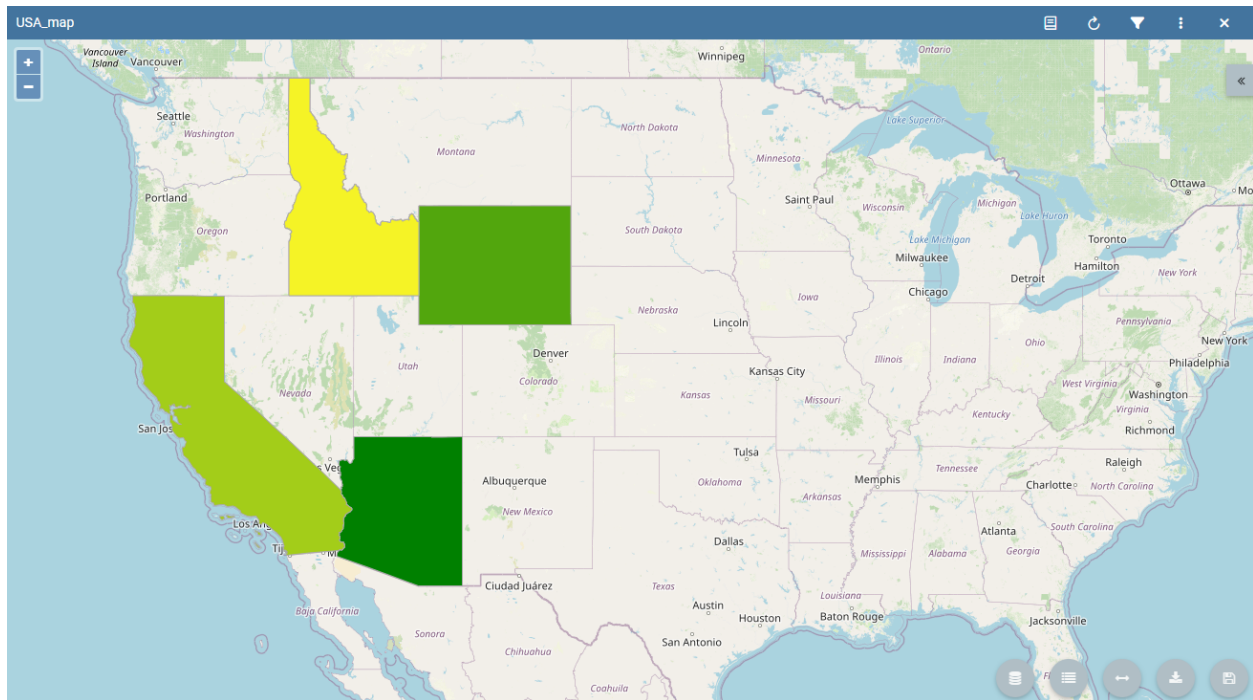 USA_map
Vancouver
Island
Vancouver
Winnipeg
Ontario
Seattle
Washington
North Dakota
Lake Superior
Montana
Minnesota
Ottawa
Portland
Saint Paul
Wisconsin
Michigan
Lake Huron
Oregon
South Dakota
Lake Michigan
Toronto
Milwaukee
Hamilton
New York
Detroit
Chicago
Iowa
Nebraska
Lincoln
Pennsylvania
New York
Denver
Utah
Illinois
Indiana
Ohio
Philadelphia
Colorado
Kansas City
Nevada
Kansas
Missouri
West Virginia
Washington
Virginia
Kentucky
San Jos
Richmond
Tulsa
Raleigh
Tennessee
Albuquerque
Oklahoma
Memphis
Charlotte
North Carolina
Arkansas
New Mexico
Los Ang
South Carolina
Atlanta
Dallas
Mississippi
Alabama
Georgia
Tij
Ciudad Juárez
Texas
Louisiana
Baja California
Austin
Houston
Baton Rouge
Jacksonville
Sonora
San Antonio
Chihuahua
Coahuila